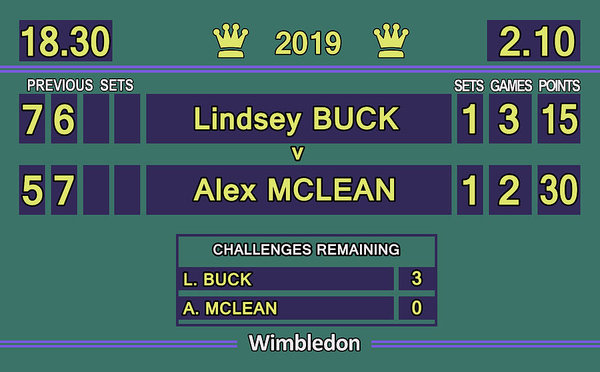 18.30 2019 2.10
PREVIOUS SETS SETS GAMES POINTS
7 6 Lindsey BUCK 1 3 15
v
5 7 Alex MCLEAN 1 2 30
CHALLENGES REMAINING
L. BUCK 3
A. MCLEAN 0
Wimbledon